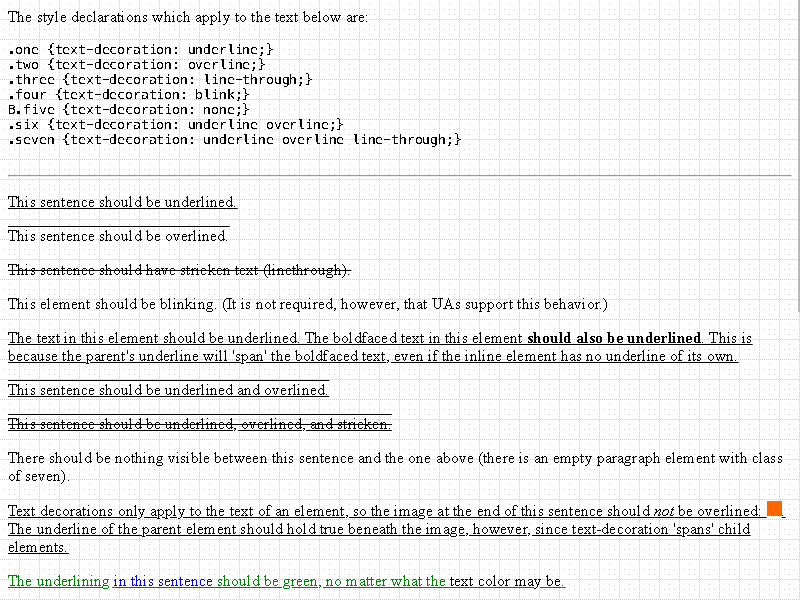 The style declarations which apply to the text below are:
.one {text-decoration: underline;}
.two {text-decoration: overline;}
.three {text-decoration: line-through;}
.four {text-decoration: blink;}
B.five {text-decoration: none;}
.six {text-decoration: underline overline;}
.seven {text-decoration: underline overline line-through;}
This sentence should be underlined.
This sentence should be overlined.
This sentence should have stricken text (linethrough).
This element should be blinking. (It is not required, however, that UAs support this behavior.)
The text in this element should be underlined. The boldfaced text in this element should also be underlined. This is
because the parent's underline will 'span' the boldfaced text, even if the inline element has no underline of its own.
This sentence should be underlined and overlined.
This sentence should be underlined, overlined, and stricken.
There should be nothing visible between this sentence and the one above (there is an empty paragraph element with class
of seven).
Text decorations only apply to the text of an element, so the image at the end of this sentence should not be overlined:
The underline of the parent element should hold true beneath the image, however, since text-decoration 'spans' child
elements.
The underlining in this sentence should be green, no matter what the text color may be.